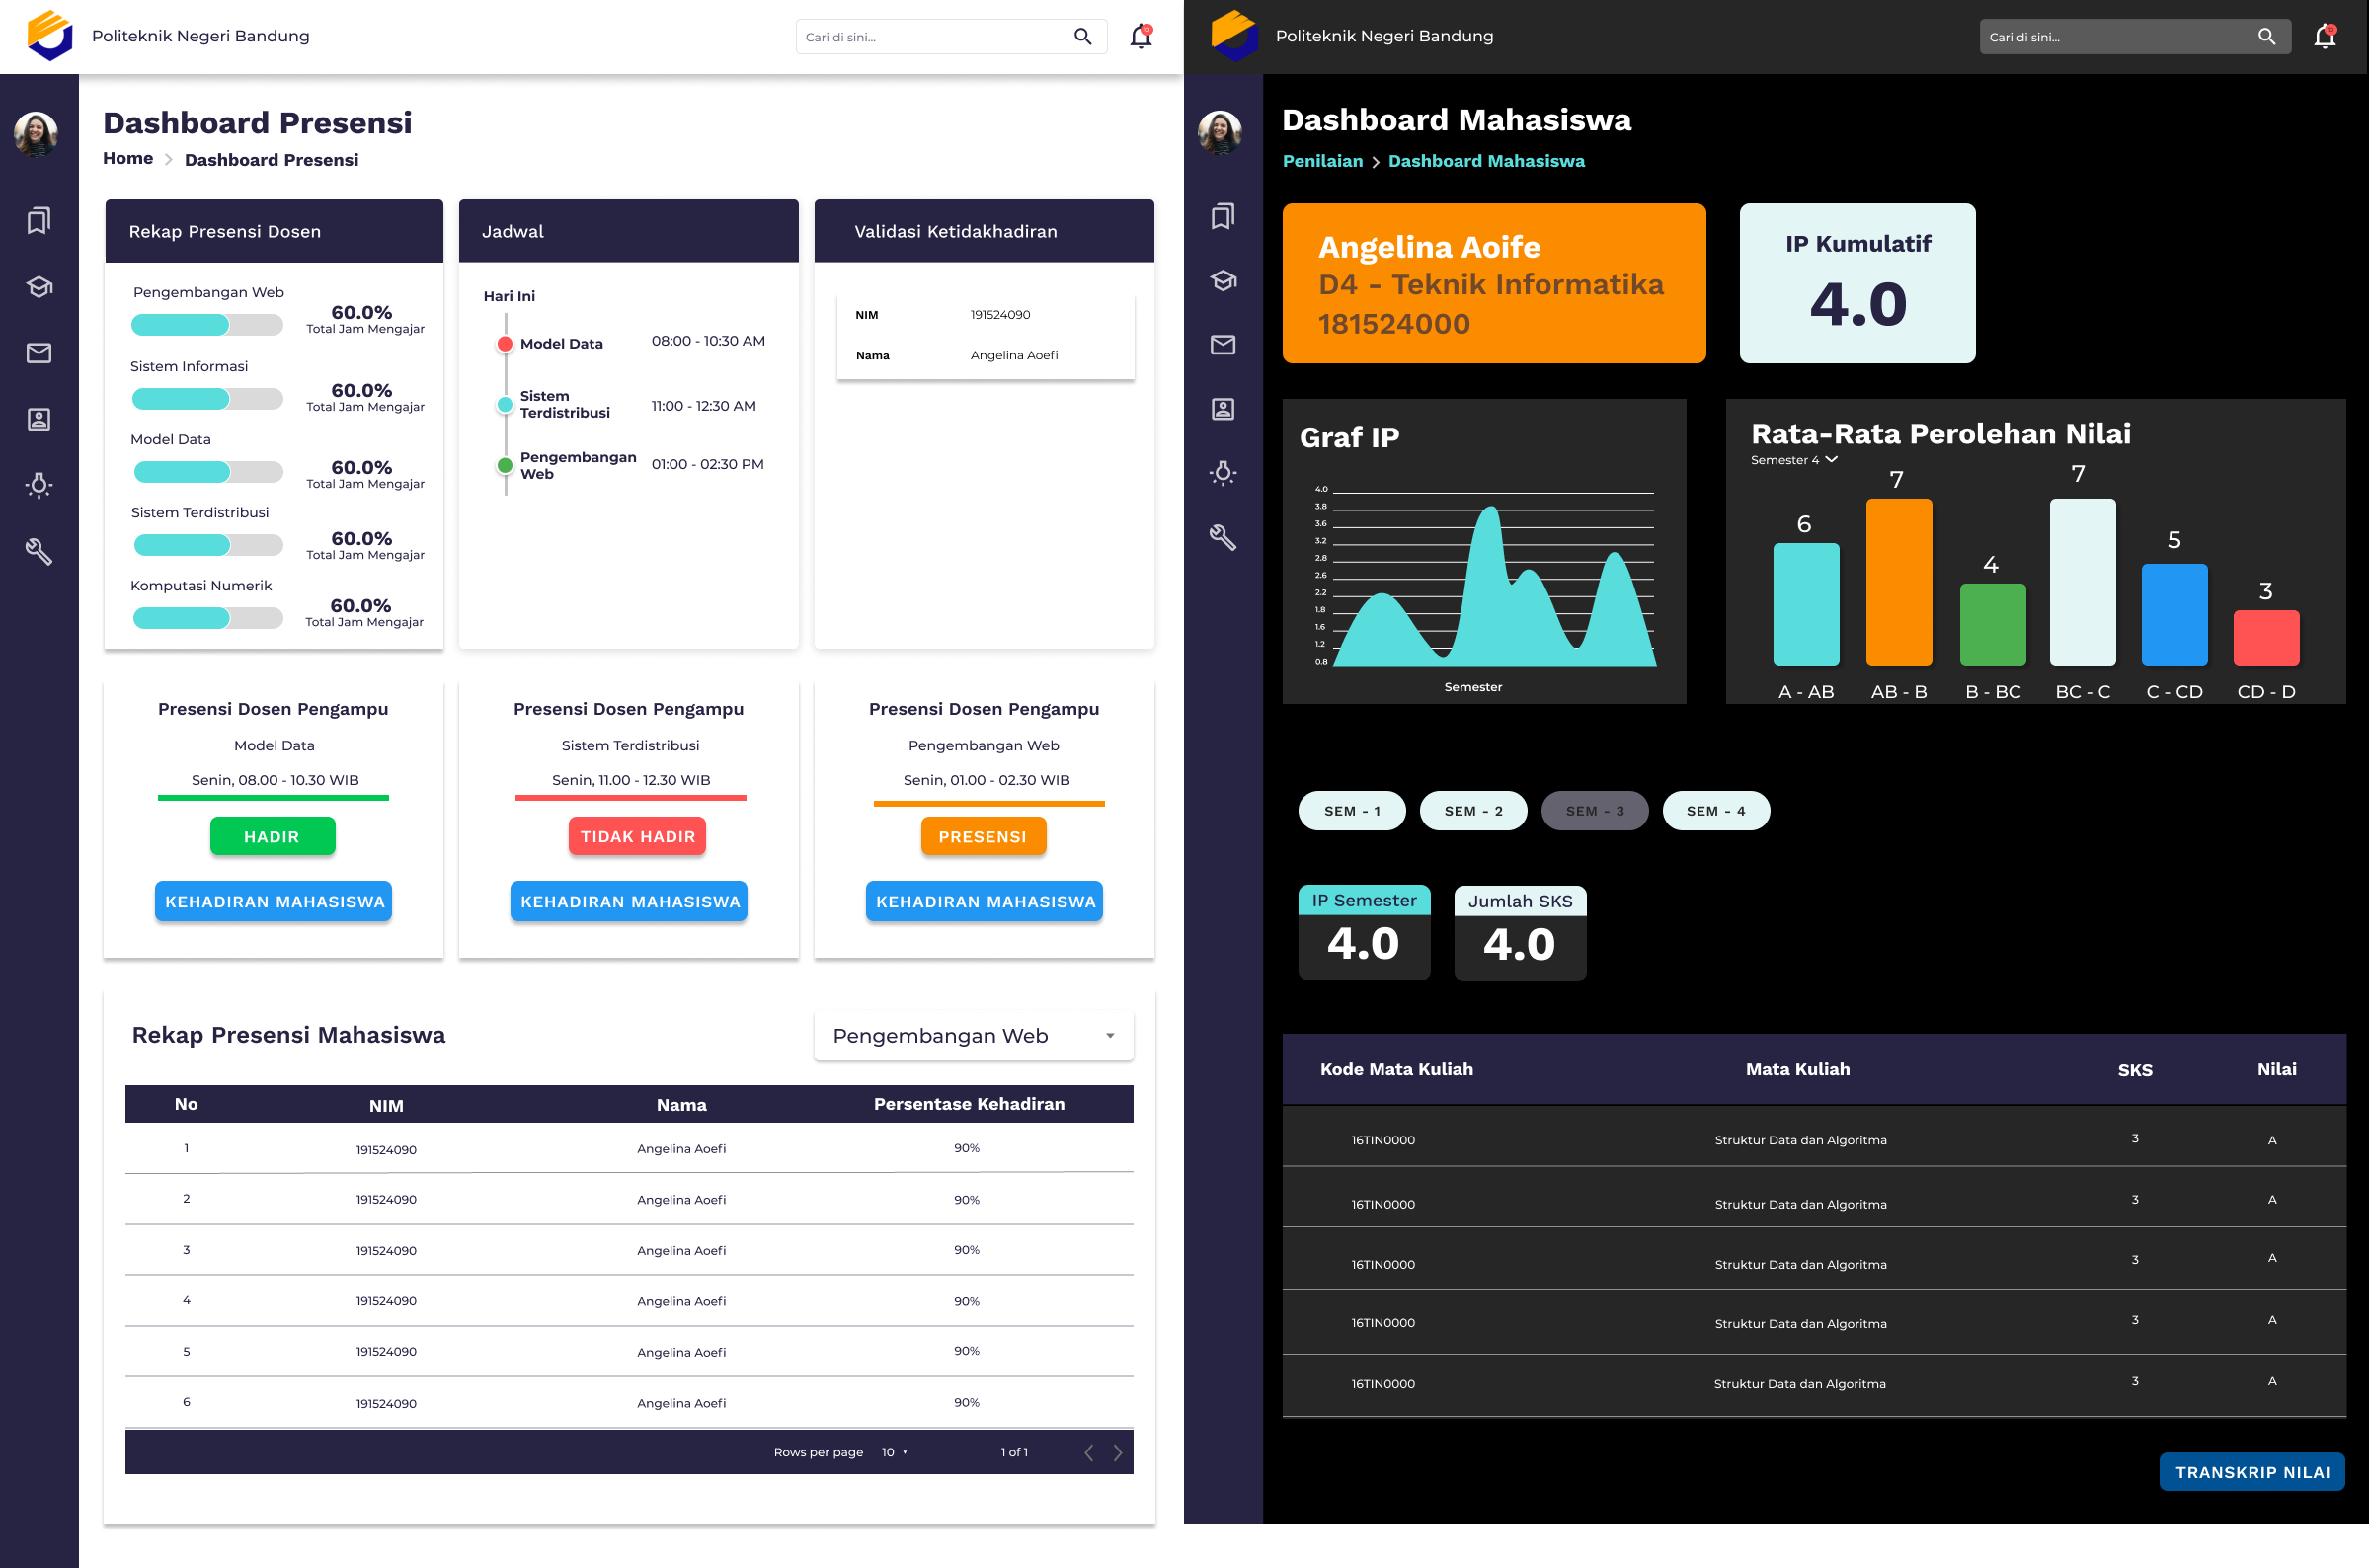 Politeknik Negeri Bandung
Cari di sini...
10
Dashboard Presensi
Home
Dashboard Presensi
Rekap Presensi Dosen
Pengembangan Web
60.0%
Total Jam Mengajar
Sistem Informasi
60.0%
Total Jam Mengajar
Model Data
60.0%
Total Jam Mengajar
Sistem Terdistribusi
60.0%
Total Jam Mengajar
Komputasi Numerik
60.0%
Total Jam Mengajar
Jadwal
Hari Ini
Model Data
08:00 - 10:30 AM
Sistem
Terdistribusi
11:00 - 12:30 AM
Pengembangan
Web
01:00 - 02:30 PM
Validasi Ketidakhadiran
NIM 191524090
Nama Angelina Aoefi
Presensi Dosen Pengampu
Model Data
Senin, 08.00 - 10.30 WIB
HADIR
KEHADIRAN MAHASISWA
Presensi Dosen Pengampu
Sistem Terdistribusi
Senin, 11.00 - 12.30 WIB
TIDAK HADIR
KEHADIRAN MAHASISWA
Presensi Dosen Pengampu
Pengembangan Web
Senin, 01.00 - 02.30 WIB
PRESENSI
KEHADIRAN MAHASISWA
Rekap Presensi Mahasiswa
Pengembangan Web
No NIM Nama Persentase Kehadiran
1 191524090 Angelina Aoefi 90%
2 191524090 Angelina Aoefi 90%
3 191524090 Angelina Aoefi 90%
4 191524090 Angelina Aoefi 90%
5 191524090 Angelina Aoefi 90%
6 191524090 Angelina Aoefi 90%
Rows per page 10 1 of 1
Politeknik Negeri Bandung
Cari di sini...
10
Dashboard Mahasiswa
Penilaian
Dashboard Mahasiswa
Angelina Aoife
D4 - Teknik Informatika
181524000
IP Kumulatif
4.0
Graf IP
4.0
3.8
3.6
3.2
2.8
2.6
2.2
1.8
1.6
1.2
0.8
Semester
Rata-Rata Perolehan Nilai
Semester 4
6
7
4
7
5
3
A - AB
AB - B
B - BC
BC - C
C - CD
CD - D
SEM - 1
SEM - 2
SEM - 3
SEM - 4
IP Semester
4.0
Jumlah SKS
4.0
Kode Mata Kuliah Mata Kuliah SKS Nilai
16TIN0000 Struktur Data dan Algoritma 3 A
16TIN0000 Struktur Data dan Algoritma 3 A
16TIN0000 Struktur Data dan Algoritma 3 A
16TIN0000 Struktur Data dan Algoritma 3 A
16TIN0000 Struktur Data dan Algoritma 3 A
TRANSKRIP NILAI